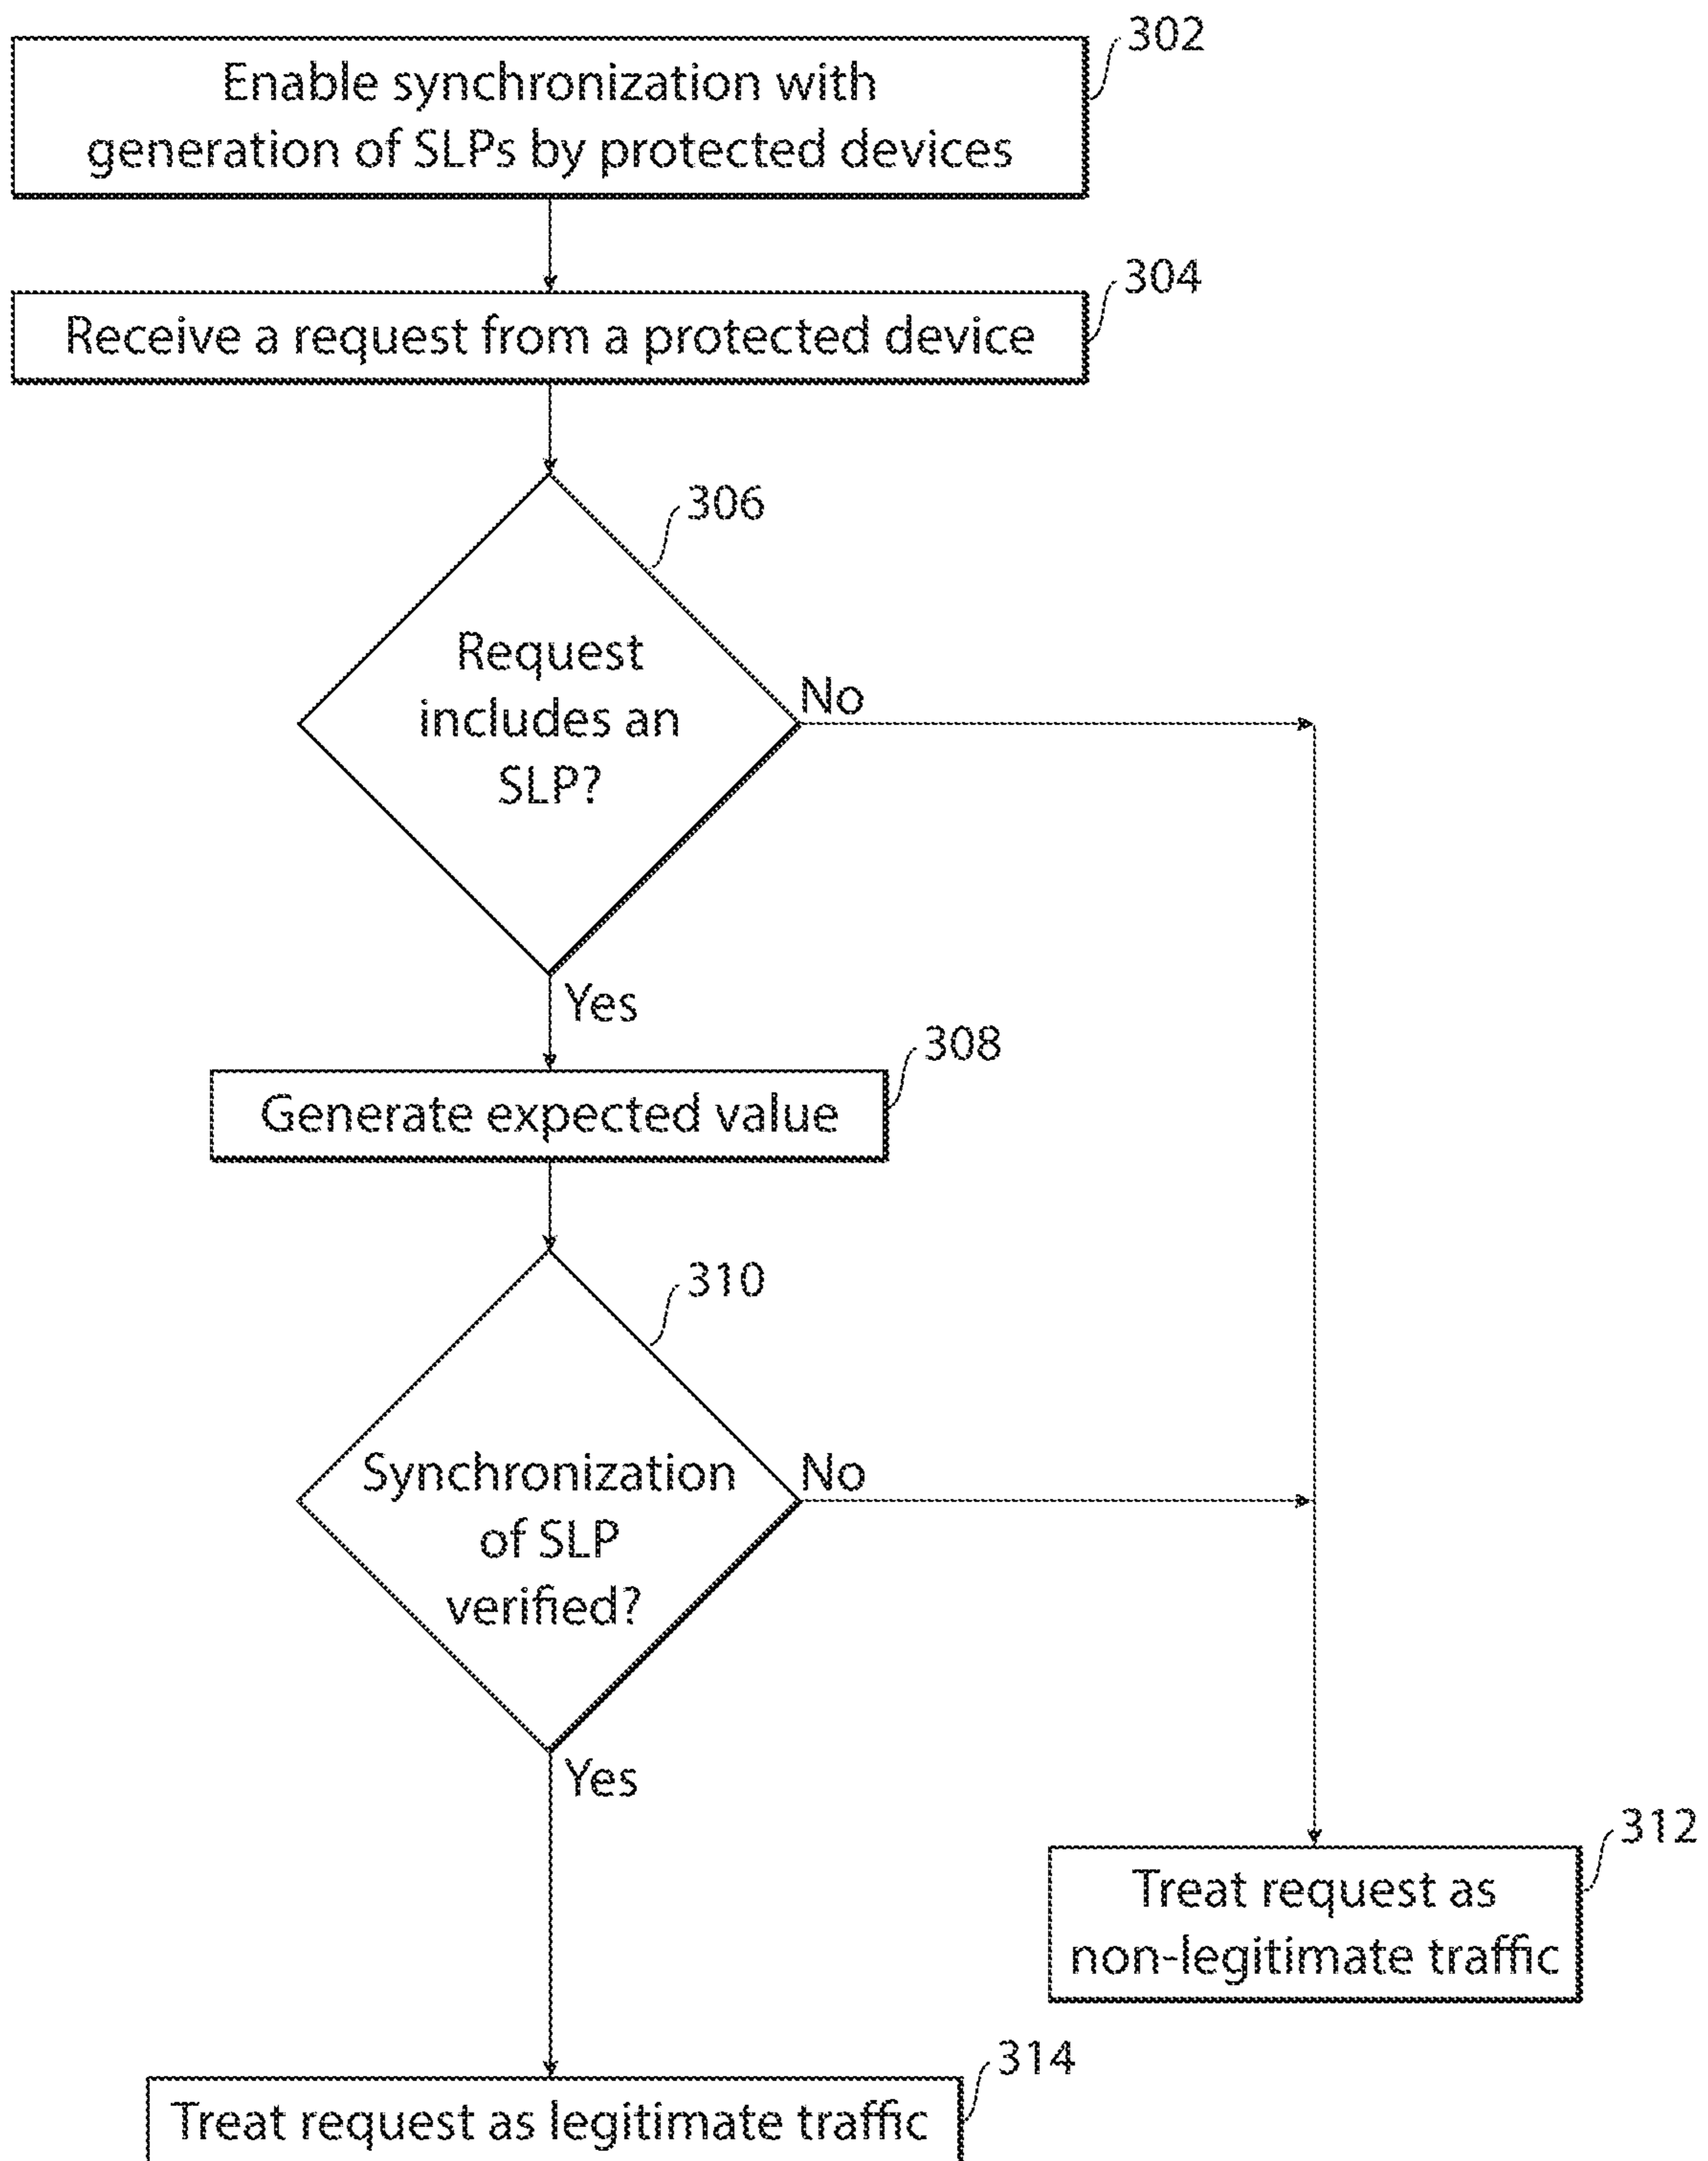 302
Enable synchronization with
generation of SLPs by protected devices
304
Receive a request from a protected device
306
Request
includes an
SLP?
No
Yes
308
Generate expected value
310
Synchronization
of SLP
verified?
No
Yes
312
Treat request as
non-legitimate traffic
314
Treat request as legitimate traffic